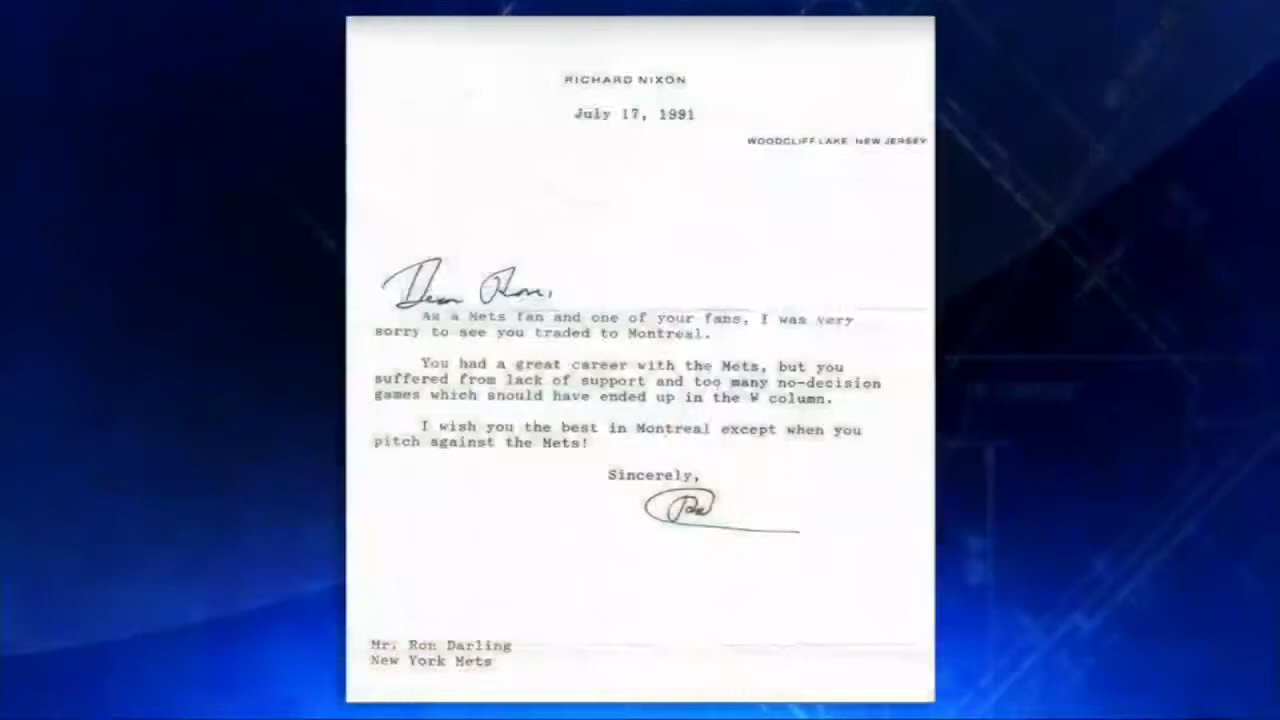 RICHARD NIXON
July 17, 1991
WOODCLIFF LAKE NEW JERSEY
Dear Ron,
As a Mets fan and one of your fans, I was very
sorry to see you traded to Montreal.
You had a great career with the Mets, but you
suffered from lack of support and too many no-decision
games which should have ended up in the W column.
I wish you the best in Montreal except when you
pitch against the Mets!
Sincerely,
Mr. Ron Darling
New York Mets